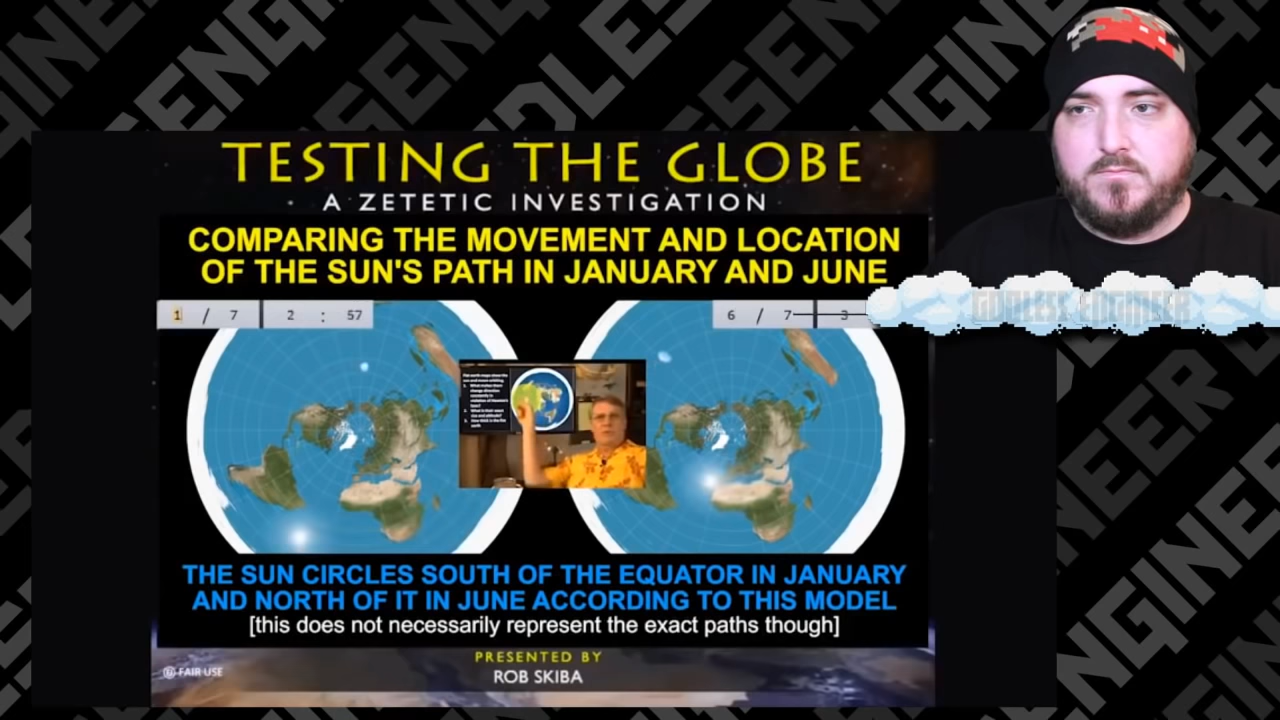 TESTING THE GLOBE
A ZETETIC INVESTIGATION
COMPARING THE MOVEMENT AND LOCATION
OF THE SUN'S PATH IN JANUARY AND JUNE
1 / 7 2 : 57
6 / 7 3
GODLESS ENGINEER
THE SUN CIRCLES SOUTH OF THE EQUATOR IN JANUARY
AND NORTH OF IT IN JUNE ACCORDING TO THIS MODEL
[this does not necessarily represent the exact paths though]
PRESENTED BY
ROB SKIBA
FAIR USE